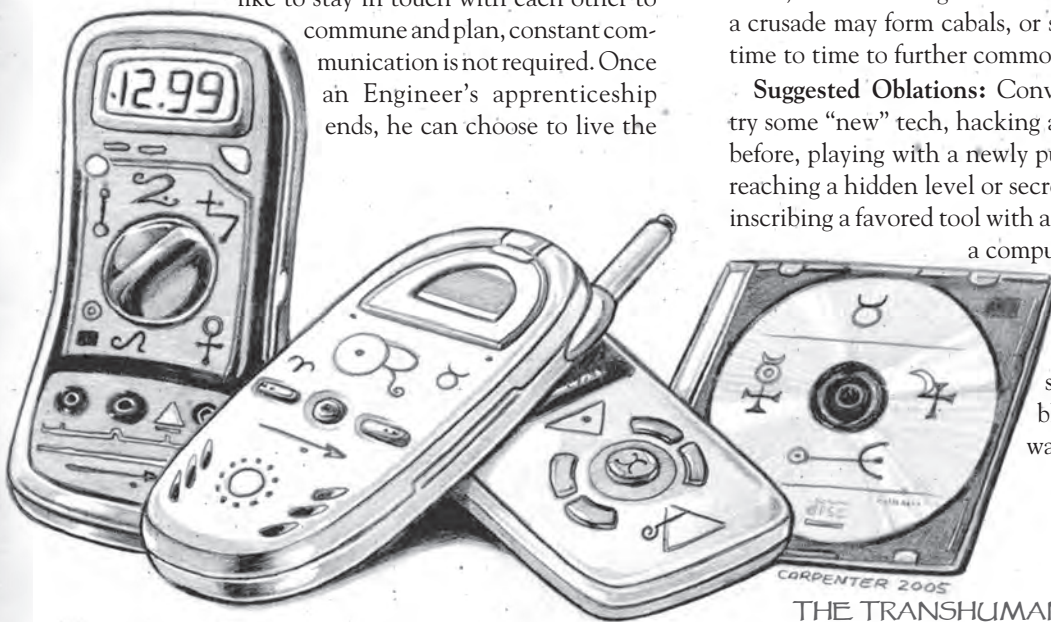 like to stay in touch with each other to
commune and plan, constant com-
munication is not required. Once
an Engineer's apprenticeship
ends, he can choose to live the
a crusade may form cabals, or s
time to time to further commo
Suggested Oblations: Conv
try some “new” tech, hacking a
before, playing with a newly pu
reaching a hidden level or secre
inscribing a favored tool with a
a compu
s
b
wa
12.99
disc
CARPENTER 2005
THE TRANSHUMAN